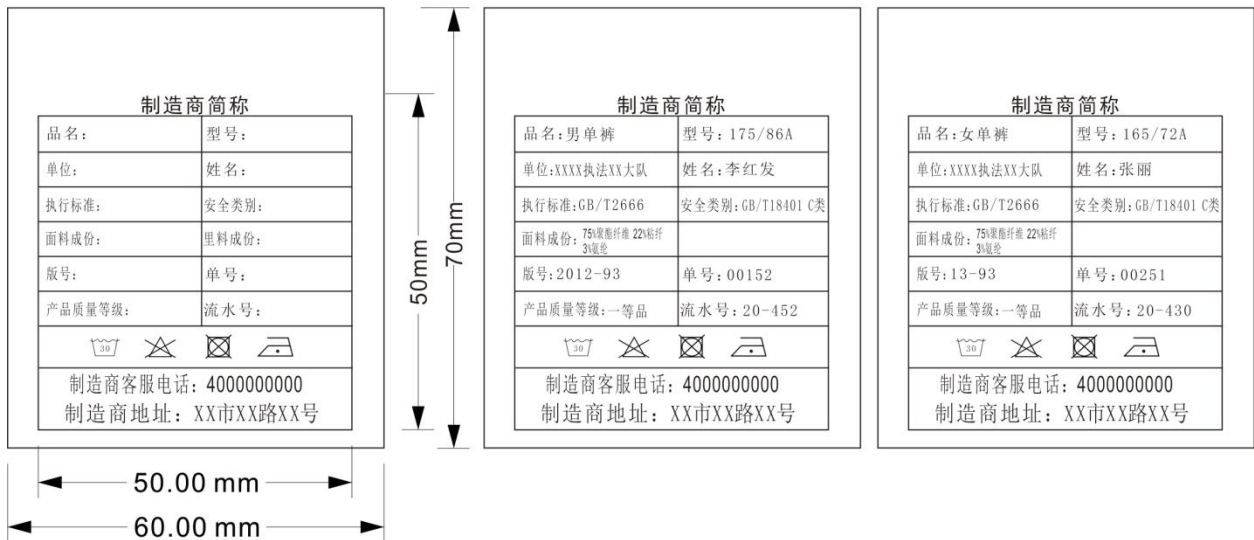 制造商简称
品名: 型号:
单位: 姓名:
执行标准: 安全类别:
面料成份: 里料成份:
版号: 单号:
产品质量等级: 流水号:
30
制造商客服电话: 4000000000
制造商地址: XX市XX路XX号
50.00 mm
60.00 mm
50mm
70mm
制造商简称
品名:男单裤 型号:175/86A
单位:XXXX执法XX大队 姓名:李红发
执行标准:GB/T2666 安全类别:GB/T18401 C类
面料成份: 75%聚酯纤维 22%粘纤
3%氨纶
版号:2012-93 单号:00152
产品质量等级:一等品 流水号:20-452
30
制造商客服电话: 4000000000
制造商地址: XX市XX路XX号
制造商简称
品名:女单裤 型号:165/72A
单位:XXXX执法XX大队 姓名:张丽
执行标准:GB/T2666 安全类别:GB/T18401 C类
面料成份: 75%聚酯纤维 22%粘纤
3%氨纶
版号:13-93 单号:00251
产品质量等级:一等品 流水号:20-430
30
制造商客服电话: 4000000000
制造商地址: XX市XX路XX号